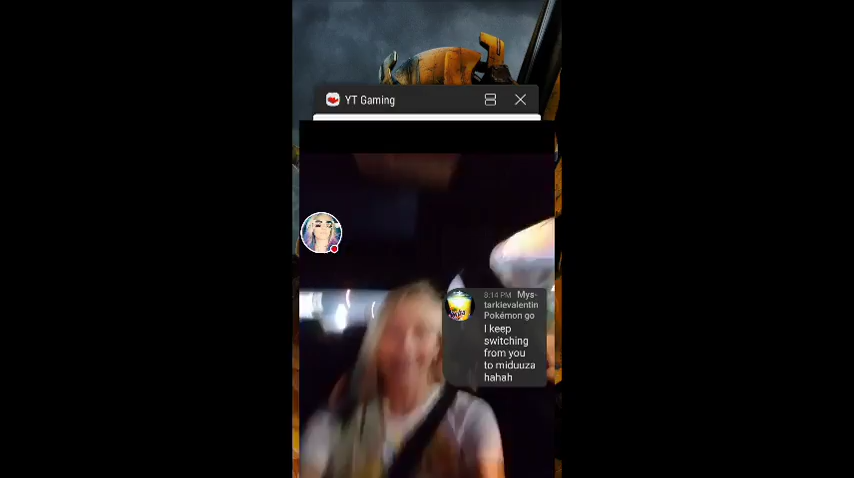 YT Gaming
8:14 PM Mys-
tarkievalentin
Pokémon go
I keep
switching
from you
to miduuza
hahah